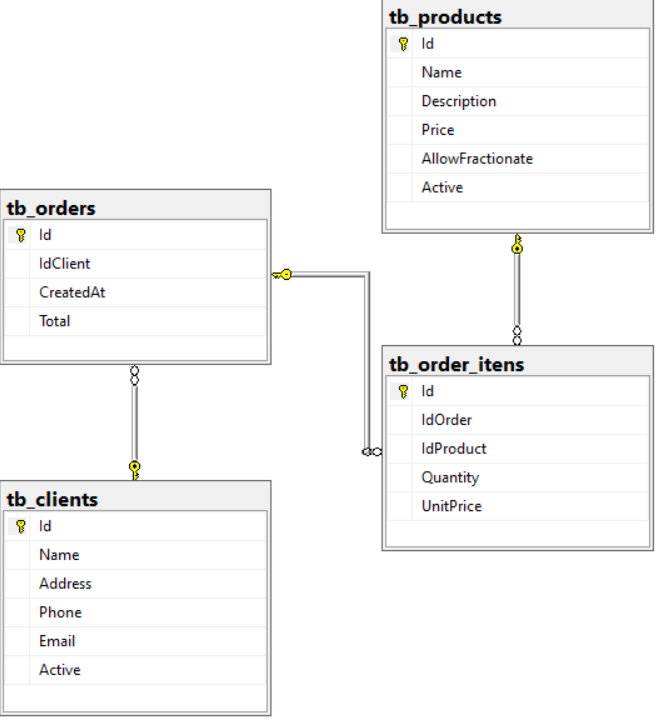 tb_products
Id
Name
Description
Price
AllowFractionate
Active
tb_orders
Id
IdClient
CreatedAt
Total
tb_order_itens
Id
IdOrder
IdProduct
Quantity
UnitPrice
tb_clients
Id
Name
Address
Phone
Email
Active